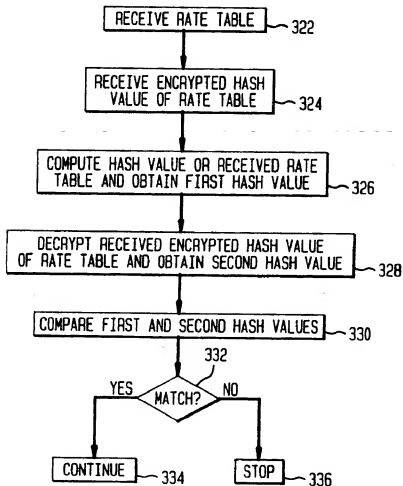 RECEIVE RATE TABLE
322
RECEIVE ENCRYPTED HASH
VALUE OF RATE TABLE
324
COMPUTE HASH VALUE OR RECEIVED RATE
TABLE AND OBTAIN FIRST HASH VALUE
326
DECRYPT RECEIVED ENCRYPTED HASH VALUE
OF RATE TABLE AND OBTAIN SECOND HASH VALUE
328
COMPARE FIRST AND SECOND HASH VALUES
330
332
YES
MATCH?
NO
CONTINUE
334
STOP
336